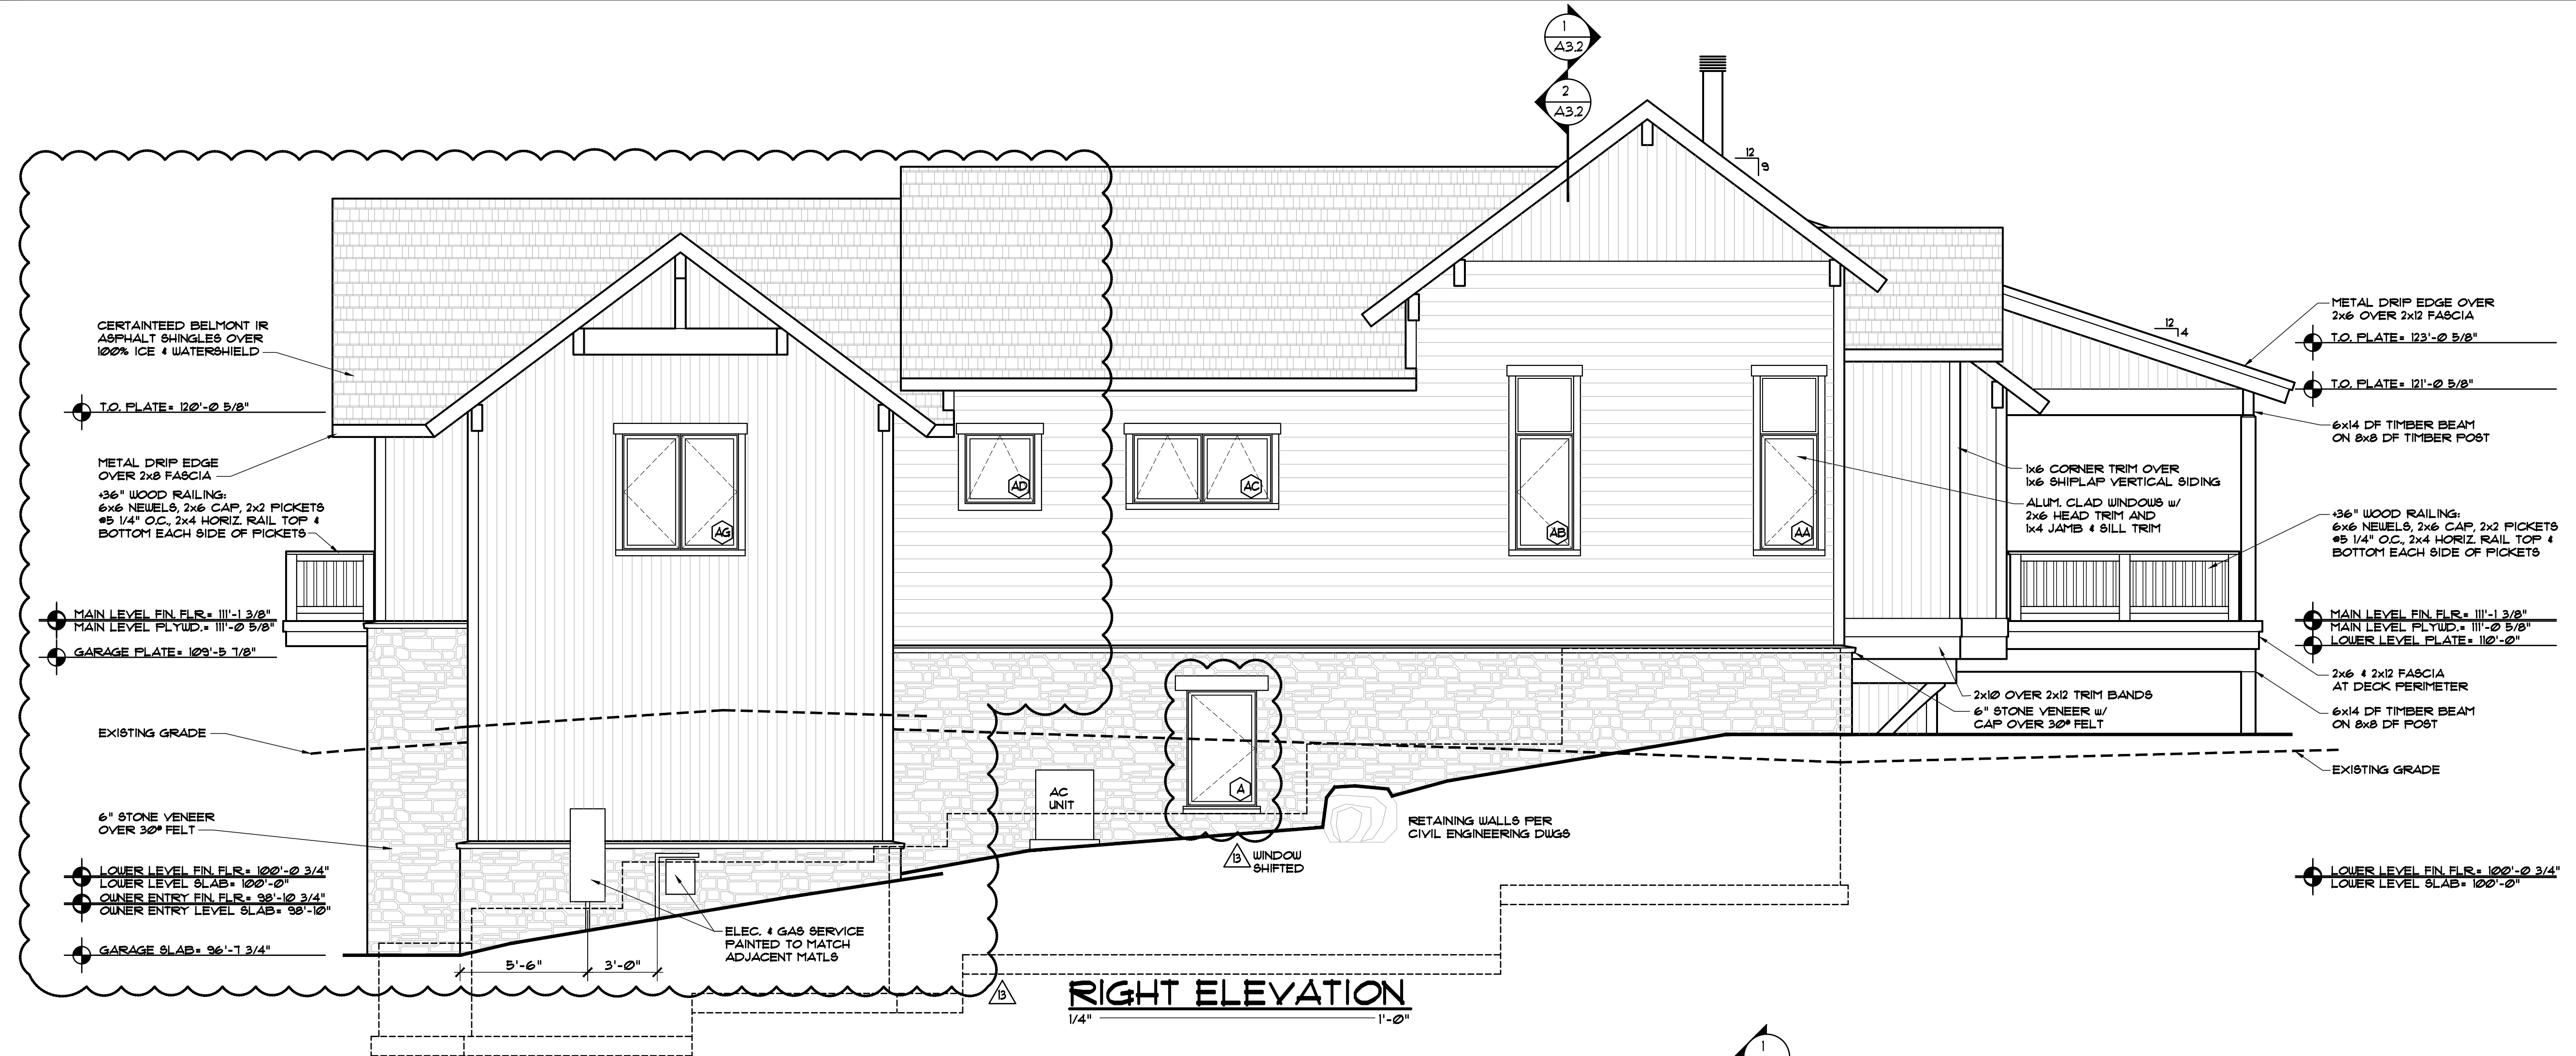 1
A3.2
2
A3.2
12
9
12
4
CERTAINTEED BELMONT IR
ASPHALT SHINGLES OVER
100% ICE & WATERSHIELD
T.O. PLATE= 120'-0 5/8"
METAL DRIP EDGE
OVER 2x8 FASCIA
+36" WOOD RAILING:
6x6 NEWELS, 2x6 CAP, 2x2 PICKETS
@5 1/4" O.C., 2x4 HORIZ. RAIL TOP &
BOTTOM EACH SIDE OF PICKETS
MAIN LEVEL FIN. FLR.= 111'-1 3/8"
MAIN LEVEL PLYWD.= 111'-0 5/8"
GARAGE PLATE= 109'-5 7/8"
EXISTING GRADE
6" STONE VENEER
OVER 30# FELT
LOWER LEVEL FIN. FLR.= 100'-0 3/4"
LOWER LEVEL SLAB= 100'-0"
OWNER ENTRY FIN. FLR.= 98'-10 3/4"
OWNER ENTRY LEVEL SLAB= 98'-10"
GARAGE SLAB= 96'-7 3/4"
AG
AD
AC
AB
AA
A
AC
UNIT
13
WINDOW
SHIFTED
RETAINING WALLS PER
CIVIL ENGINEERING DWGS
ELEC. & GAS SERVICE
PAINTED TO MATCH
ADJACENT MATLS
5'-6"
3'-0"
13
1x6 CORNER TRIM OVER
1x6 SHIPLAP VERTICAL SIDING
ALUM. CLAD WINDOWS w/
2x6 HEAD TRIM AND
1x4 JAMB & SILL TRIM
2x10 OVER 2x12 TRIM BANDS
6" STONE VENEER w/
CAP OVER 30# FELT
METAL DRIP EDGE OVER
2x6 OVER 2x12 FASCIA
T.O. PLATE= 123'-0 5/8"
T.O. PLATE= 121'-0 5/8"
6x14 DF TIMBER BEAM
ON 8x8 DF TIMBER POST
+36" WOOD RAILING:
6x6 NEWELS, 2x6 CAP, 2x2 PICKETS
@5 1/4" O.C., 2x4 HORIZ. RAIL TOP &
BOTTOM EACH SIDE OF PICKETS
MAIN LEVEL FIN. FLR.= 111'-1 3/8"
MAIN LEVEL PLYWD.= 111'-0 5/8"
LOWER LEVEL PLATE= 110'-0"
2x6 & 2x12 FASCIA
AT DECK PERIMETER
6x14 DF TIMBER BEAM
ON 8x8 DF POST
EXISTING GRADE
LOWER LEVEL FIN. FLR.= 100'-0 3/4"
LOWER LEVEL SLAB= 100'-0"
RIGHT ELEVATION
1/4" 1'-0"
1